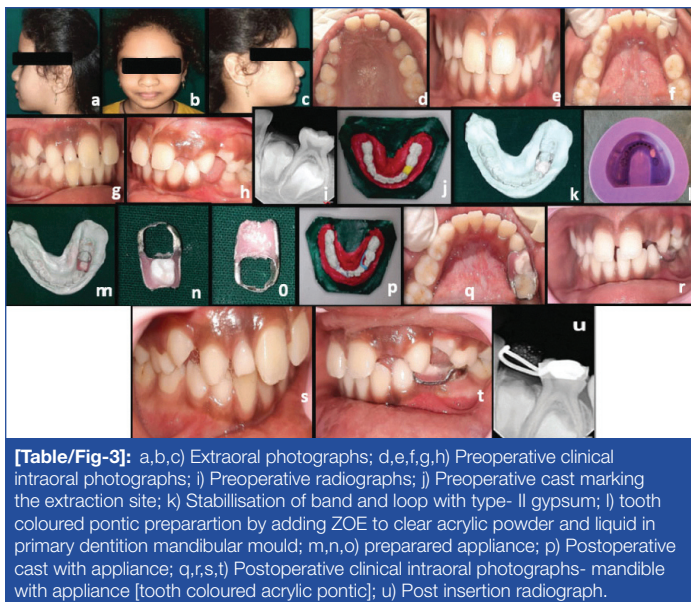 a
b
c
d
e
f
g
h
i
j
k
m
n
0
p
q
r
s
t
u
[Table/Fig-3]: a,b,c) Extraoral photographs; d,e,f,g,h) Preoperative clinical
intraoral photographs; i) Preoperative radiographs; j) Preoperative cast marking
the extraction site; k) Stabillisation of band and loop with type- II gypsum; l) tooth
coloured pontic preparartion by adding ZOE to clear acrylic powder and liquid in
primary dentition mandibular mould; m,n,o) preparared appliance; p) Postoperative
cast with appliance; q,r,s,t) Postoperative clinical intraoral photographs- mandible
with appliance [tooth coloured acrylic pontic]; u) Post insertion radiograph.